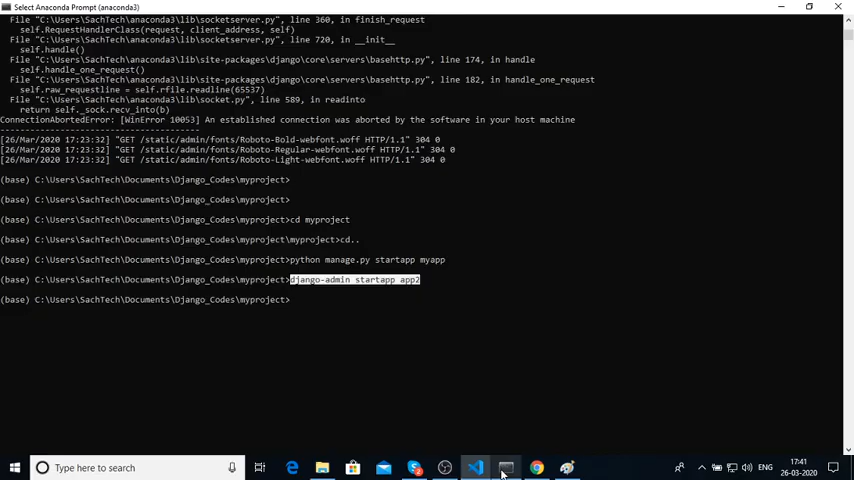 Select Anaconda Prompt (anaconda3)
File "C:\Users\SachTech\anaconda3\lib\socketserver.py", line 360, in finish_request
self.RequestHandlerClass(request, client_address, self)
File "C:\Users\SachTech\anaconda3\lib\socketserver.py", line 720, in __init__
self.handle()
File "C:\Users\SachTech\anaconda3\lib\site-packages\django\core\servers\basehttp.py", line 174, in handle
self.handle_one_request()
File "C:\Users\SachTech\anaconda3\lib\site-packages\django\core\servers\basehttp.py", line 182, in handle_one_request
self.raw_requestline = self.rfile.readline(65537)
File "C:\Users\SachTech\anaconda3\lib\socket.py", line 589, in readinto
return self._sock.recv_into(b)
ConnectionAbortedError: [WinError 10053] An established connection was aborted by the software in your host machine
----------------------------------------
[26/Mar/2020 17:23:32] "GET /static/admin/fonts/Roboto-Bold-webfont.woff HTTP/1.1" 304 0
[26/Mar/2020 17:23:32] "GET /static/admin/fonts/Roboto-Regular-webfont.woff HTTP/1.1" 304 0
[26/Mar/2020 17:23:32] "GET /static/admin/fonts/Roboto-Light-webfont.woff HTTP/1.1" 304 0
(base) C:\Users\SachTech\Documents\Django_Codes\myproject>
(base) C:\Users\SachTech\Documents\Django_Codes\myproject>
(base) C:\Users\SachTech\Documents\Django_Codes\myproject>cd myproject
(base) C:\Users\SachTech\Documents\Django_Codes\myproject\myproject>cd..
(base) C:\Users\SachTech\Documents\Django_Codes\myproject>python manage.py startapp myapp
(base) C:\Users\SachTech\Documents\Django_Codes\myproject>django-admin startapp app2
(base) C:\Users\SachTech\Documents\Django_Codes\myproject>
Type here to search
ENG
17:41
26-03-2020